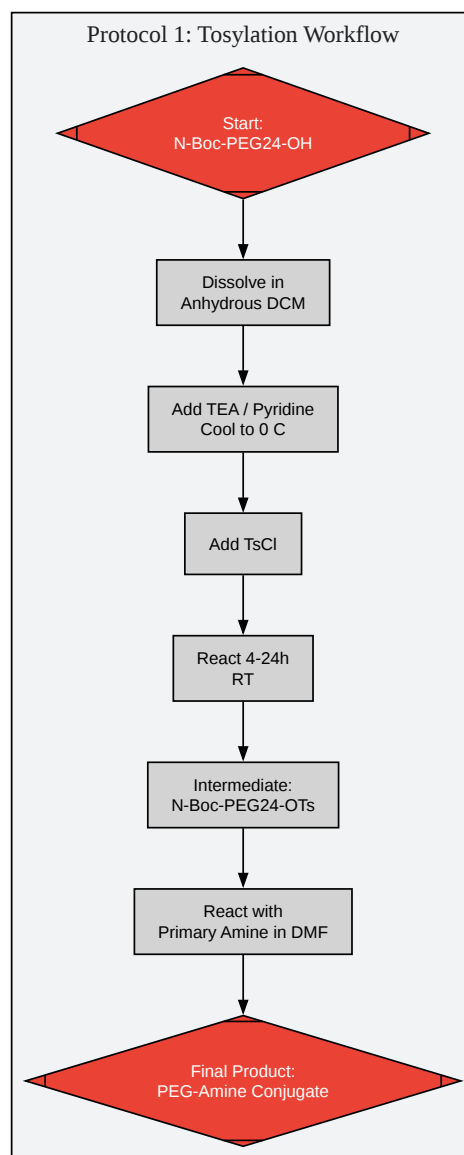 Protocol 1: Tosylation Workflow
Start:
N-Boc-PEG24-OH
Dissolve in
Anhydrous DCM
Add TEA / Pyridine
Cool to 0 C
Add TsCl
React 4-24h
RT
Intermediate:
N-Boc-PEG24-OTs
React with
Primary Amine in DMF
Final Product:
PEG-Amine Conjugate